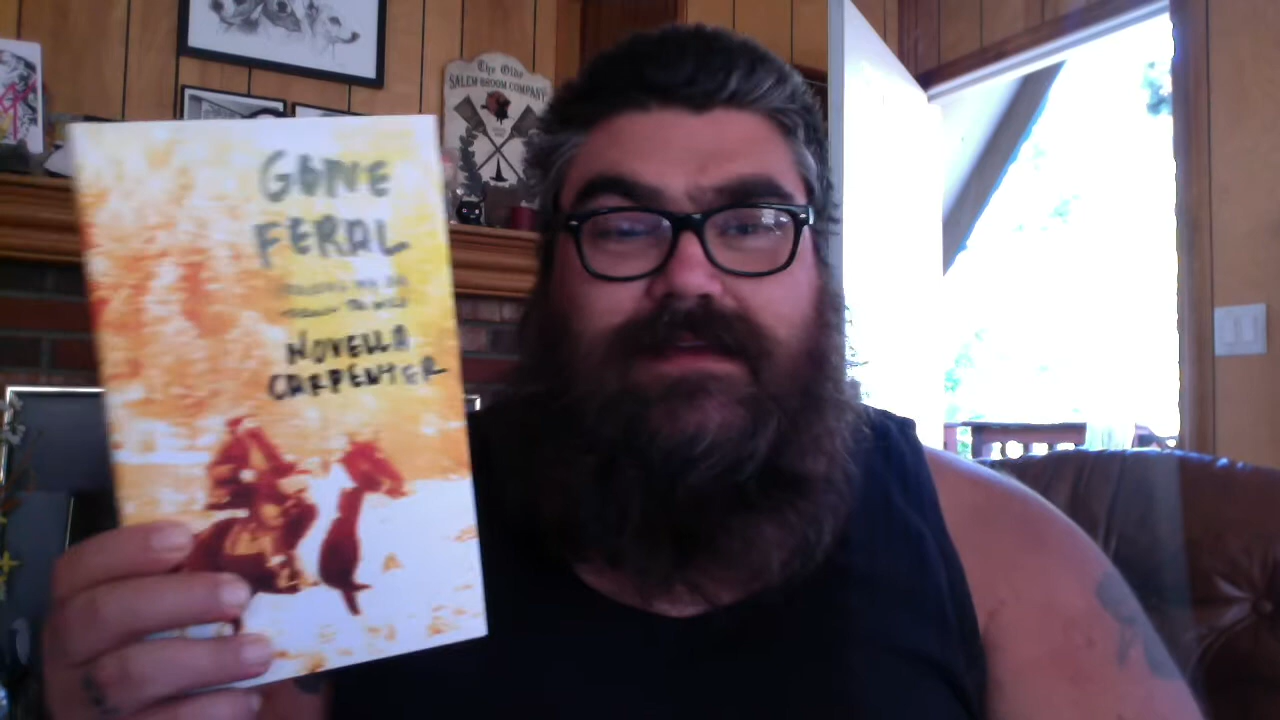 The Olde
SALEM BROOM COMPANY
GONE
FERAL
NOVELLA
CARPENTER